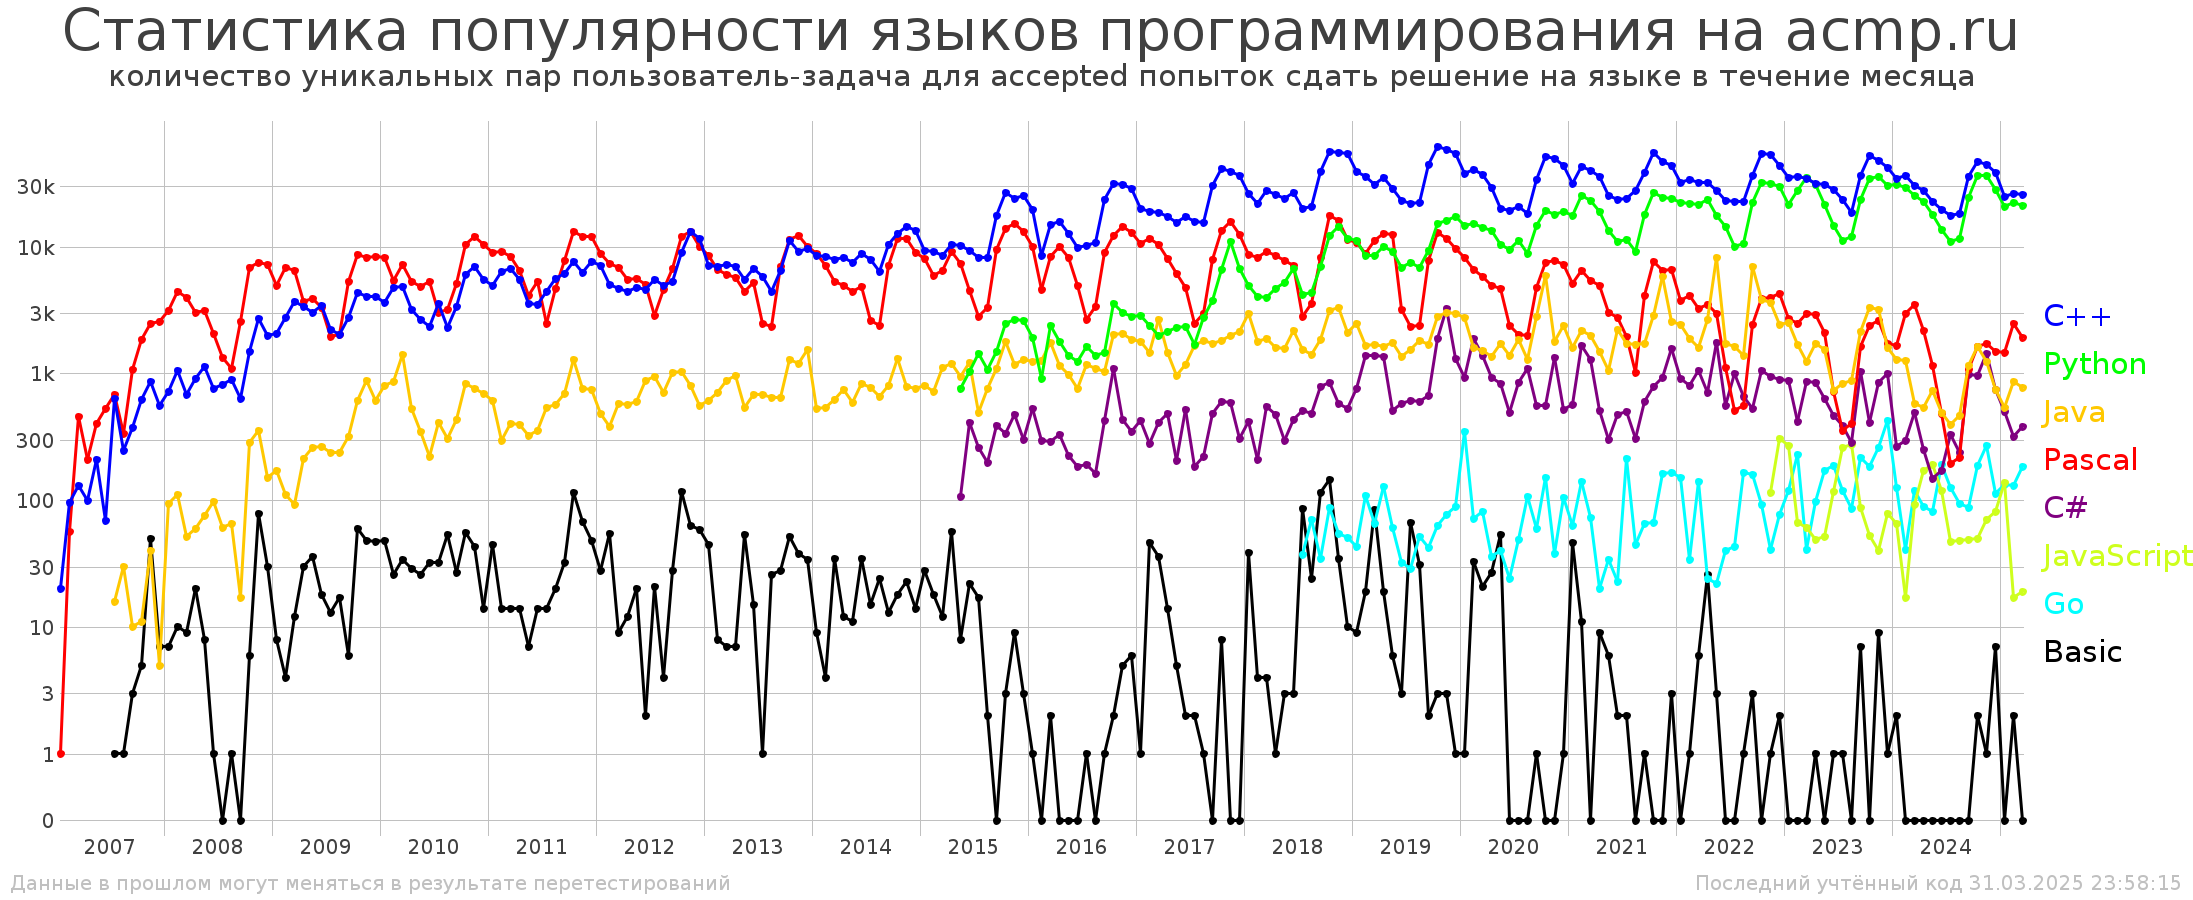 Статистика популярности языков программирования на acmp.ru
количество уникальных пар пользователь-задача для accepted попыток сдать решение на языке в течение месяца
30k
10k
3k
1k
300
100
30
10
3
1
0
C++
Python
Java
Pascal
C#
JavaScript
Go
Basic
2007 2008 2009 2010 2011 2012 2013 2014 2015 2016 2017 2018 2019 2020 2021 2022 2023 2024
Данные в прошлом могут меняться в результате перетестирований
Последний учтённый код 31.03.2025 23:58:15